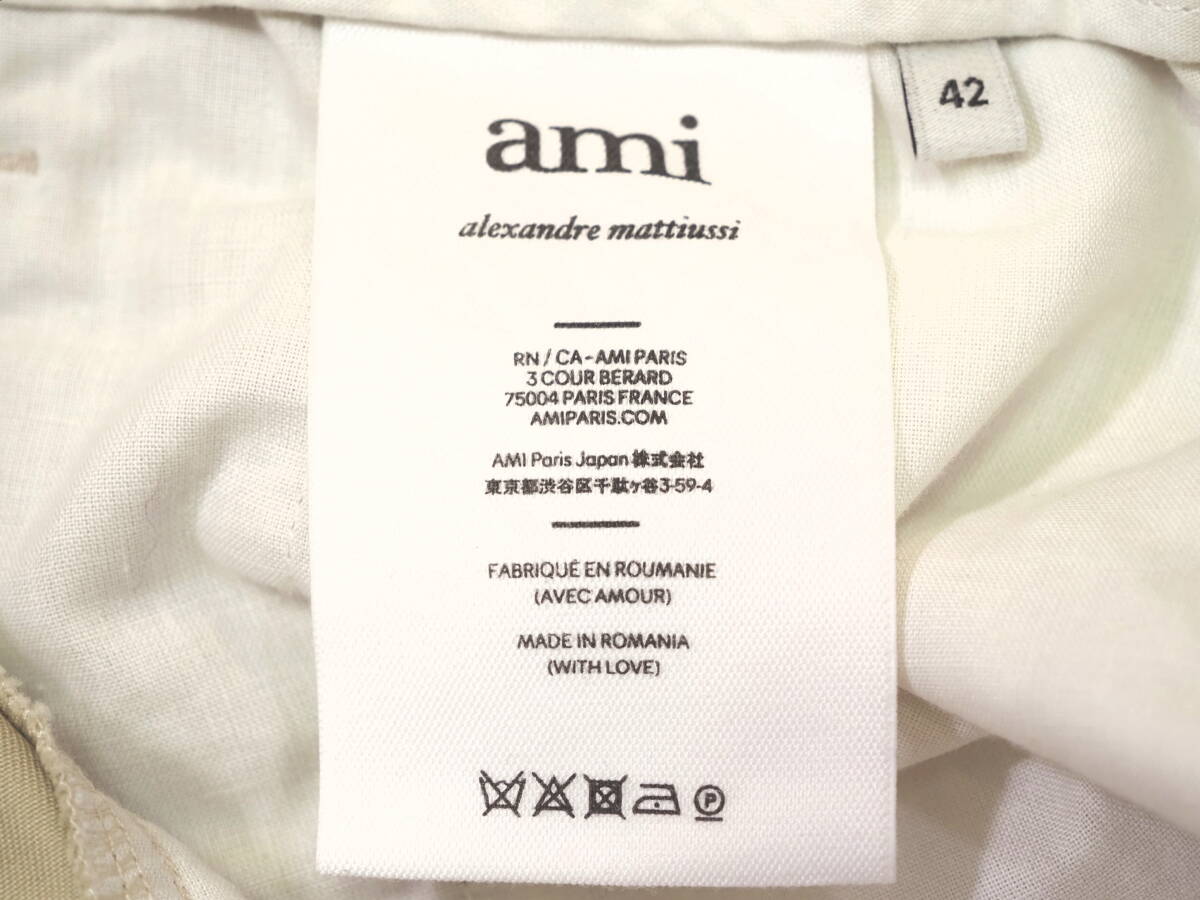 ami
alexandre mattiussi
42
RN / CA-AMI PARIS
3 COUR BERARD
75004 PARIS FRANCE
AMIPARIS.COM
AMI Paris Japan 株式会社
東京都渋谷区千駄ヶ谷3-59-4
FABRIQUÉ EN ROUMANIE
(AVEC AMOUR)
MADE IN ROMANIA
(WITH LOVE)
P